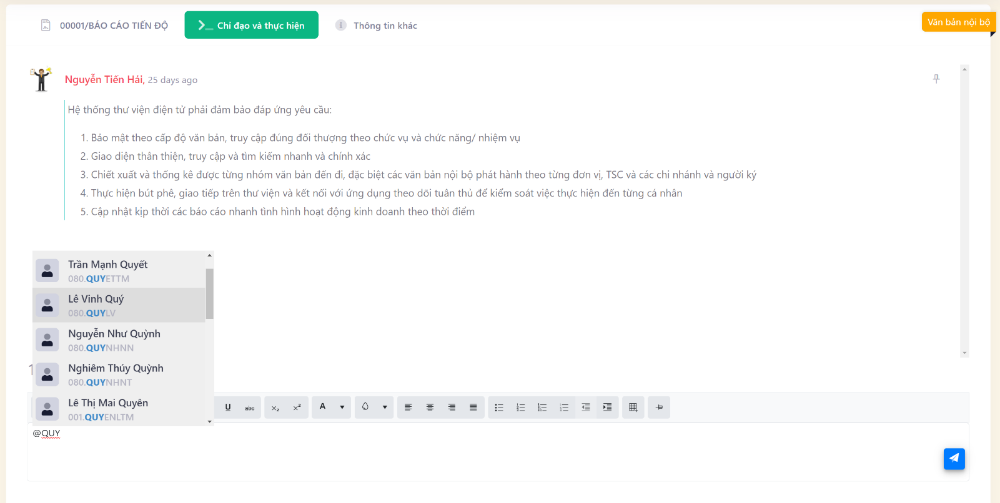 00001/BÁO CÁO TIẾN ĐỘ
Chỉ đạo và thực hiện
Thông tin khác
Văn bản nội bộ
Nguyễn Tiến Hải, 25 days ago
Hệ thống thư viện điện tử phải đảm bảo đáp ứng yêu cầu:
1. Bảo mật theo cấp độ văn bản, truy cập đúng đối thượng theo chức vụ và chức năng/ nhiệm vụ
2. Giao diện thân thiện, truy cập và tìm kiếm nhanh và chính xác
3. Chiết xuất và thống kê được từng nhóm văn bản đến đi, đặc biệt các văn bản nội bộ phát hành theo từng đơn vị, TSC và các chi nhánh và người ký
4. Thực hiện bút phê, giao tiếp trên thư viện và kết nối với ứng dụng theo dõi tuân thủ để kiểm soát việc thực hiện đến từng cá nhân
5. Cập nhật kịp thời các báo cáo nhanh tình hình hoạt động kinh doanh theo thời điểm
Trần Mạnh Quyết
080.QUYETTM
Lê Vinh Quý
080.QUYLV
Nguyễn Như Quỳnh
080.QUYNHNN
Nghiêm Thúy Quỳnh
080.QUYNHNT
Lê Thị Mai Quyên
001.QUYENLTM
U abc x₂ x² A
@QUY